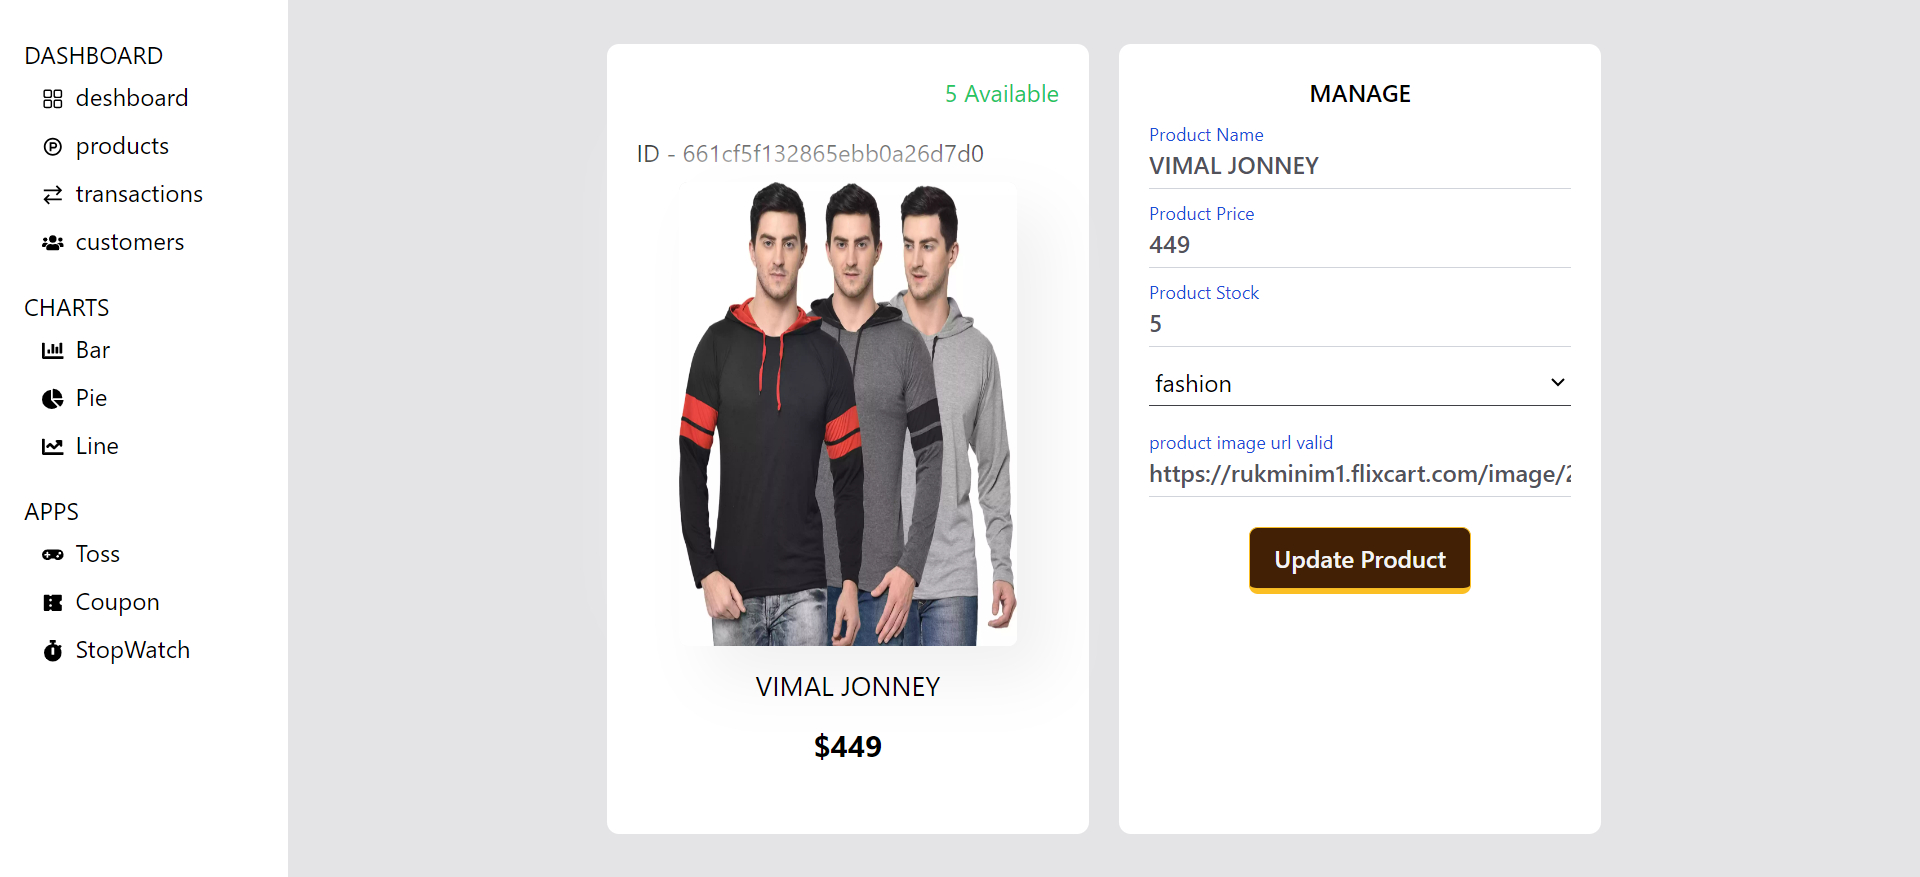 DASHBOARD
deshboard
products
transactions
customers
CHARTS
Bar
Pie
Line
APPS
Toss
Coupon
StopWatch
5 Available
ID - 661cf5f132865ebb0a26d7d0
VIMAL JONNEY
$449
MANAGE
Product Name
VIMAL JONNEY
Product Price
449
Product Stock
5
fashion
product image url valid
https://rukminim1.flixcart.com/image/2
Update Product